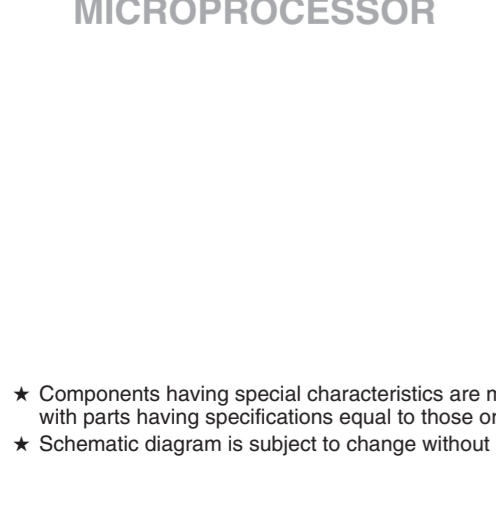 MICROPROCESSOR
★ Components having special characteristics are
with parts having specifications equal to those
★ Schematic diagram is subject to change without